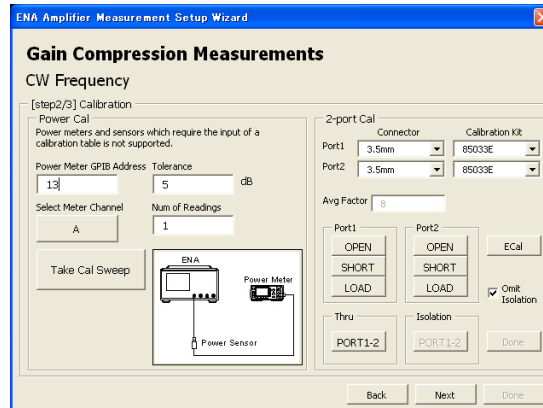 ENA Amplifier Measurement Setup Wizard
Gain Compression Measurements
CW Frequency
[step2/3] Calibration
Power Cal
Power meters and sensors which require the input of a
calibration table is not supported.
Power Meter GPIB Address Tolerance
13 5 dB
Select Meter Channel Num of Readings
A 1
Take Cal Sweep
ENA
Power Meter
Power Sensor
2-port Cal
Connector Calibration Kit
Port1 3.5mm 85033E
Port2 3.5mm 85033E
Avg Factor 8
Port1 Port2
OPEN OPEN ECal
SHORT SHORT
LOAD LOAD Omit
Isolation
Thru Isolation
PORT1-2 PORT1-2 Done
Back Next Done